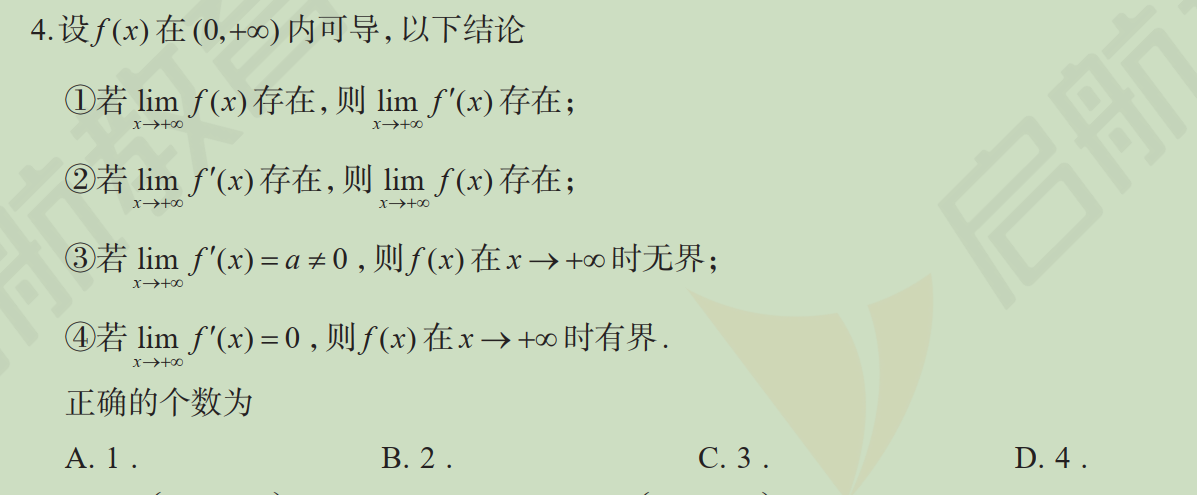 4.设f(x)在(0,+∞)内可导,以下结论
①若 lim_{x→+∞} f(x)存在,则 lim_{x→+∞} f′(x)存在;
②若 lim_{x→+∞} f′(x)存在,则 lim_{x→+∞} f(x)存在;
③若 lim_{x→+∞} f′(x)=a≠0,则f(x)在x→+∞时无界;
④若 lim_{x→+∞} f′(x)=0,则f(x)在x→+∞时有界.
正确的个数为
A. 1. B. 2. C. 3. D. 4.